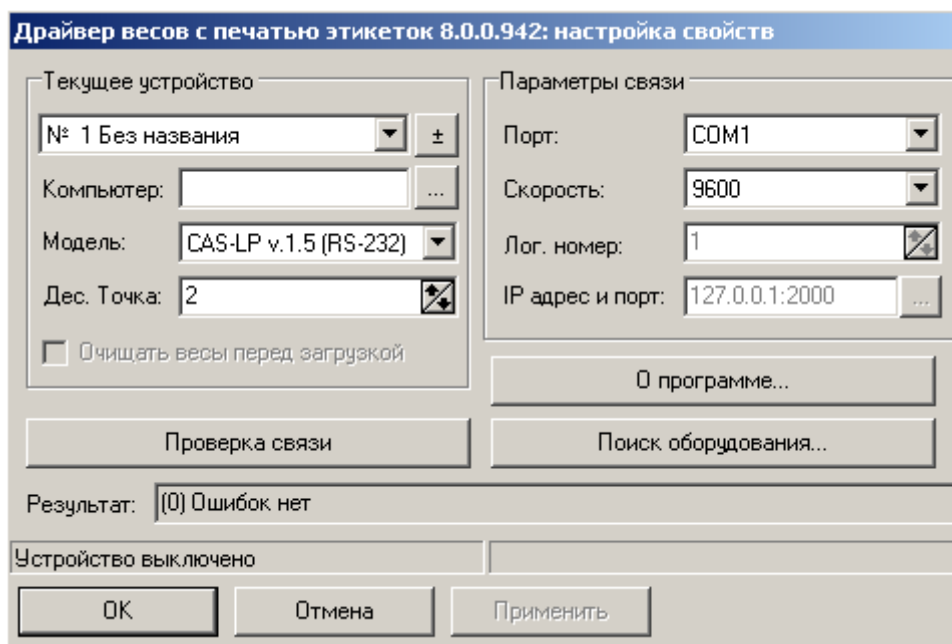 Драйвер весов с печатью этикеток 8.0.0.942: настройка свойств
Текущее устройство
№ 1 Без названия
±
Компьютер:
...
Модель: CAS-LP v.1.5 (RS-232)
Дес. Точка: 2
Очищать весы перед загрузкой
Параметры связи
Порт: COM1
Скорость: 9600
Лог. номер: 1
IP адрес и порт: 127.0.0.1:2000 ...
О программе...
Проверка связи
Поиск оборудования...
Результат: (0) Ошибок нет
Устройство выключено
OK Отмена Применить